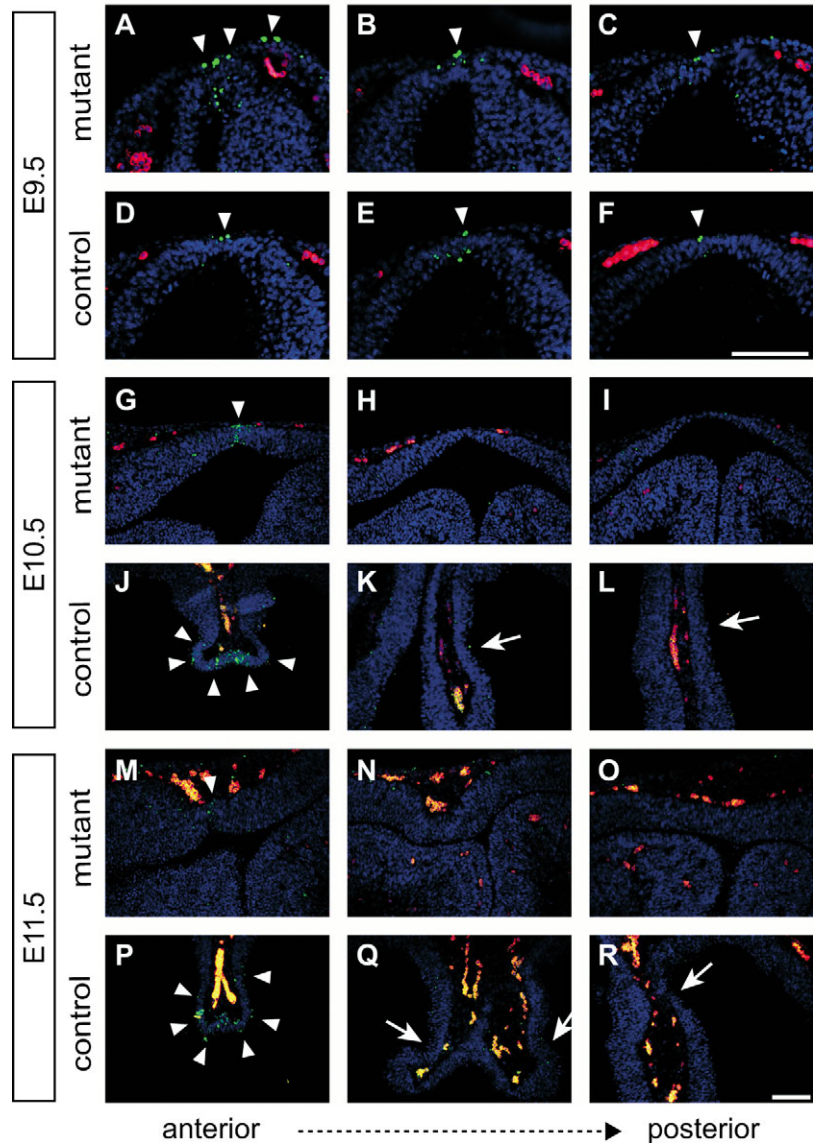 A B C
mutant
D E F
control
E9.5
G H I
mutant
J K L
control
E10.5
M N O
mutant
P Q R
control
E11.5
anterior posterior